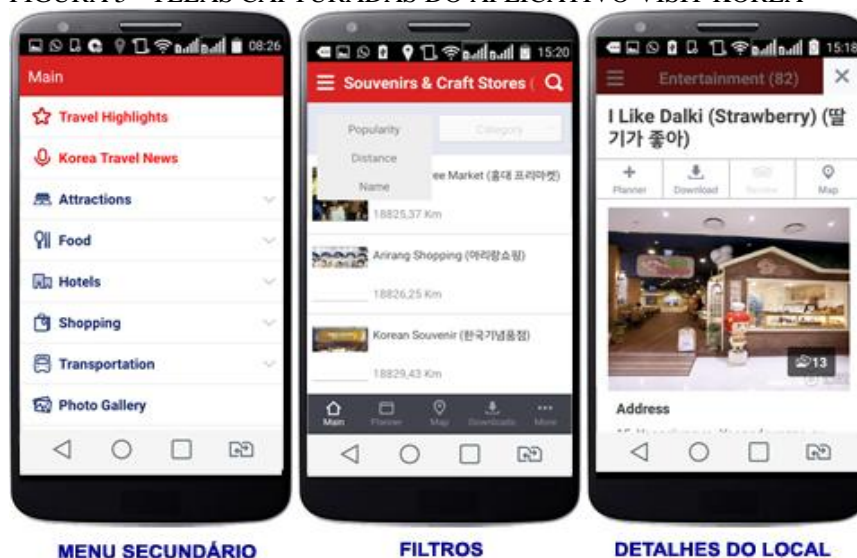 FIGURA 5 - TELAS CAPTURADAS DO APLICATIVO VISIT KOREA
08:26
Main
Travel Highlights
Korea Travel News
Attractions
Food
Hotels
Shopping
Transportation
Photo Gallery
MENU SECUNDÁRIO
15:20
Souvenirs & Craft Stores (
Popularity
Category
Distance
Name
ee Market (홍대 프리마켓)
18825,37 Km
Arirang Shopping (아리랑쇼핑)
18826,25 Km
Korean Souvenir (한국기념품점)
18829,43 Km
Main Planner Map Downloads More
FILTROS
15:18
Entertainment (82)
I Like Dalki (Strawberry) (딸
기가 좋아)
Planner Download Review Map
13
Address
DETALHES DO LOCAL